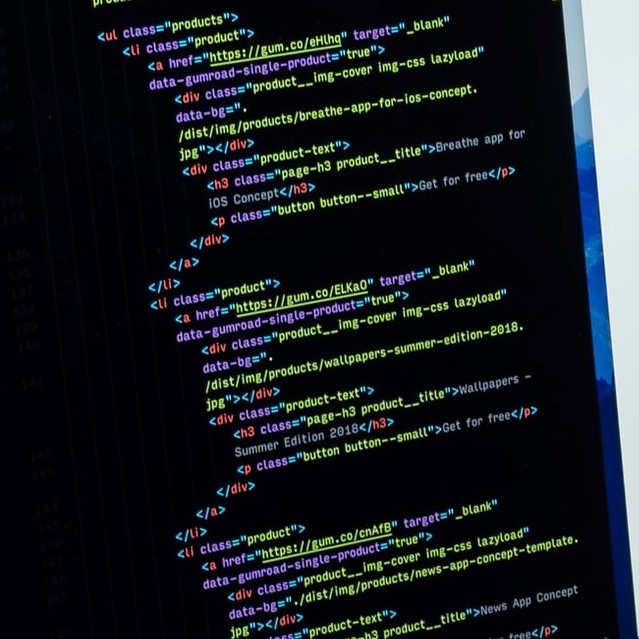 <ul class="products">
<li class="product">
<a href="https://gum.co/eHlhq" target="_blank"
data-gumroad-single-product="true">
<div class="product__img-cover img-css lazyload"
data-bg=".
/dist/img/products/breathe-app-for-ios-concept.
jpg"></div>
<div class="product-text">
<h3 class="page-h3 product__title">Breathe app for
iOS Concept</h3>
<p class="button button--small">Get for free</p>
</div>
</a>
</li>
<li class="product">
<a href="https://gum.co/ELKaO" target="_blank"
data-gumroad-single-product="true">
<div class="product__img-cover img-css lazyload"
data-bg=".
/dist/img/products/wallpapers-summer-edition-2018.
jpg"></div>
<div class="product-text">
<h3 class="page-h3 product__title">Wallpapers –
Summer Edition 2018</h3>
<p class="button button--small">Get for free</p>
</div>
</a>
</li>
<li class="product">
<a href="https://gum.co/cnAfB" target="_blank"
data-gumroad-single-product="true">
<div class="product__img-cover img-css lazyload"
data-bg="./dist/img/products/news-app-concept-template.
jpg"></div>
class="product-text">
product__title">News App Concept
free</p>